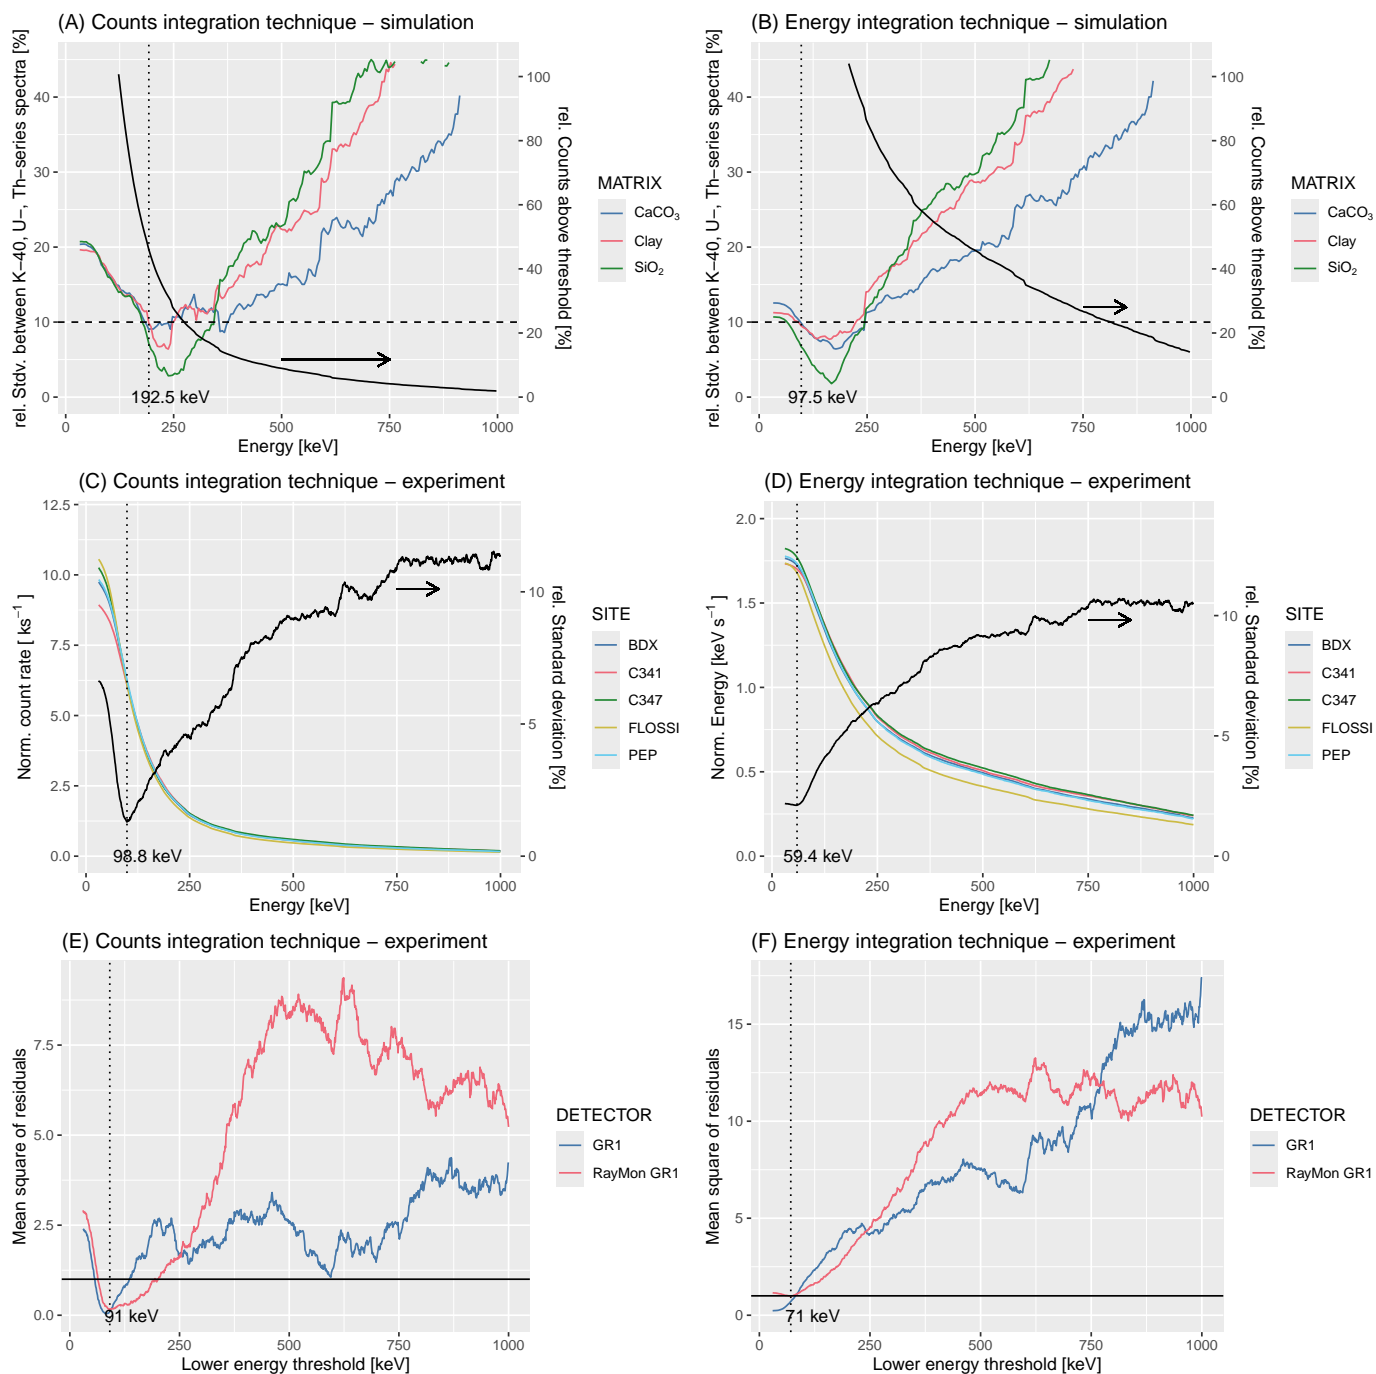 (A) Counts integration technique – simulation
rel. Stdv. between K−40, U−, Th−series spectra [%]
40
30
20
10
0
100
80
60
40
20
0
rel. Counts above threshold [%]
192.5 keV
0 250 500 750 1000
Energy [keV]
MATRIX
CaCO₃
Clay
SiO₂
(B) Energy integration technique – simulation
rel. Stdv. between K−40, U−, Th−series spectra [%]
40
30
20
10
0
100
80
60
40
20
0
rel. Counts above threshold [%]
97.5 keV
0 250 500 750 1000
Energy [keV]
MATRIX
CaCO₃
Clay
SiO₂
(C) Counts integration technique – experiment
Norm. count rate [ ks⁻¹ ]
12.5
10.0
7.5
5.0
2.5
0.0
10
5
0
rel. Standard deviation [%]
98.8 keV
0 250 500 750 1000
Energy [keV]
SITE
BDX
C341
C347
FLOSSI
PEP
(D) Energy integration technique – experiment
Norm. Energy [keV s⁻¹ ]
2.0
1.5
1.0
0.5
0.0
10
5
0
rel. Standard deviation [%]
59.4 keV
0 250 500 750 1000
Energy [keV]
SITE
BDX
C341
C347
FLOSSI
PEP
(E) Counts integration technique – experiment
Mean square of residuals
7.5
5.0
2.5
0.0
91 keV
0 250 500 750 1000
Lower energy threshold [keV]
DETECTOR
GR1
RayMon GR1
(F) Energy integration technique – experiment
Mean square of residuals
15
10
5
0
71 keV
0 250 500 750 1000
Lower energy threshold [keV]
DETECTOR
GR1
RayMon GR1